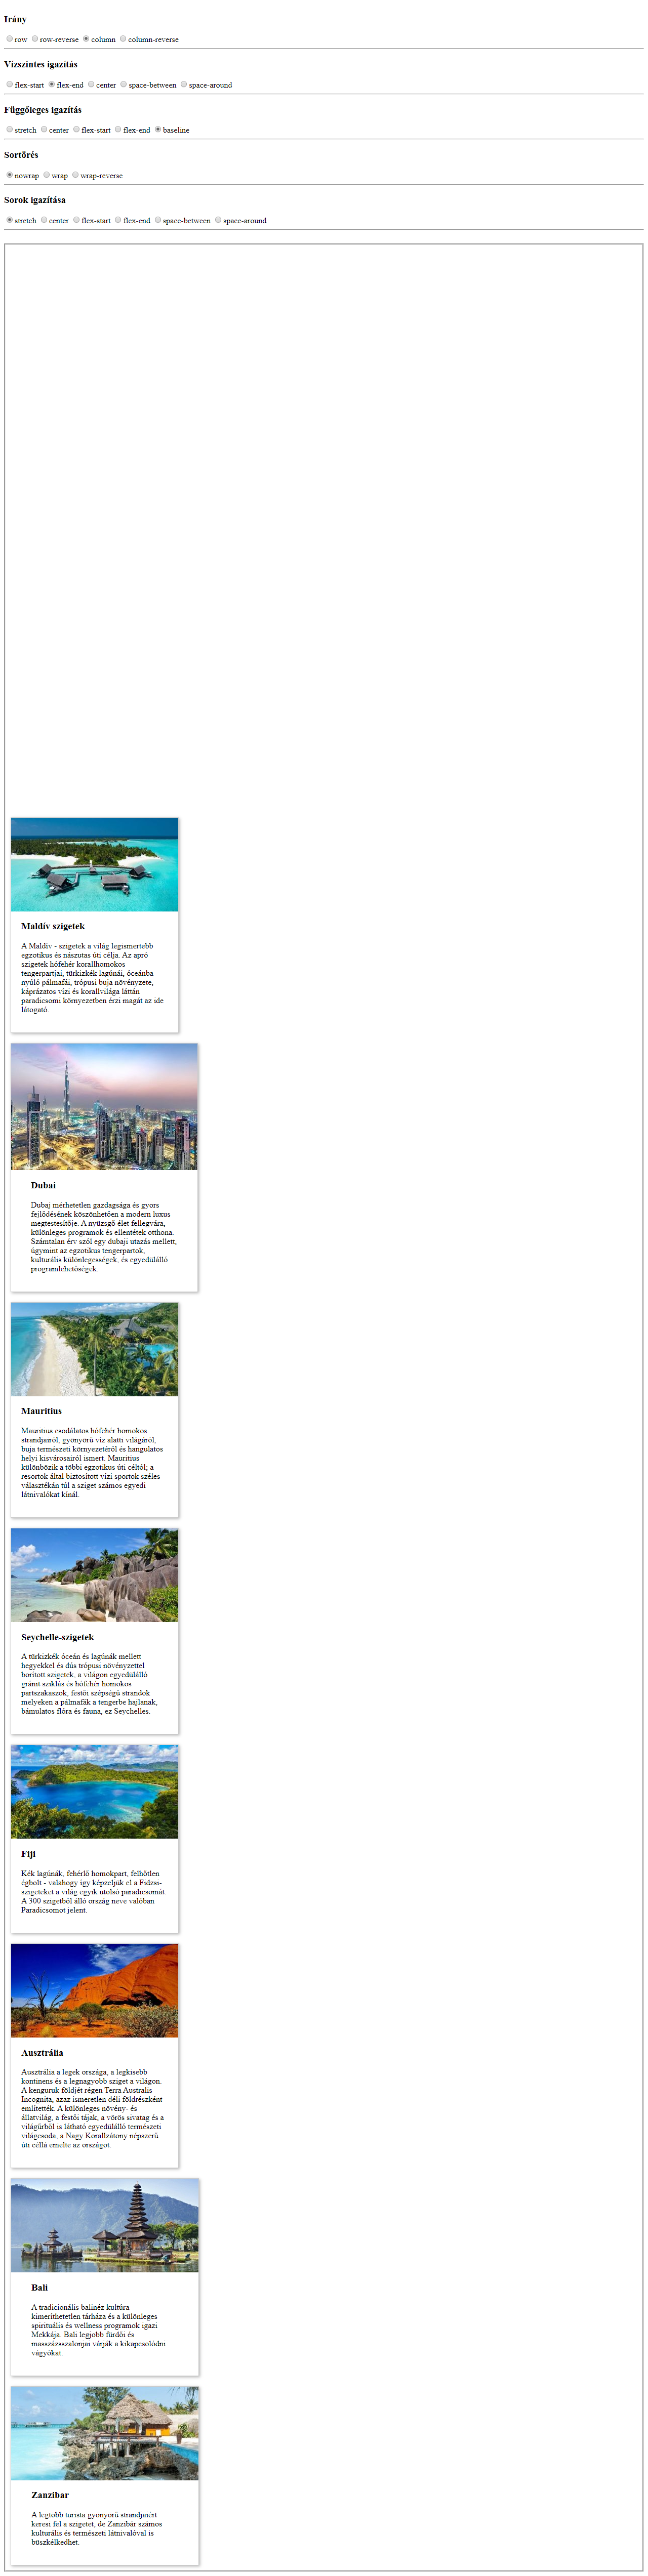 Irány
row row-reverse column column-reverse
Vízszintes igazítás
flex-start flex-end center space-between space-around
Függőleges igazítás
stretch center flex-start flex-end baseline
Sortörés
nowrap wrap wrap-reverse
Sorok igazítása
stretch center flex-start flex-end space-between space-around
Maldív szigetek
A Maldív - szigetek a világ legismertebb
egzotikus és nászutas úti célja. Az apró
szigetek hófehér korallhomokos
tengerpartjai, türkizkék lagúnái, óceánba
nyúló pálmafái, trópusi buja növényzete,
káprázatos vízi és korallvilága láttán
paradicsomi környezetben érzi magát az ide
látogató.
Dubai
Dubaj mérhetetlen gazdagsága és gyors
fejlődésének köszönhetően a modern luxus
megtestesítője. A nyüzsgő élet fellegvára,
különleges programok és ellentétek otthona.
Számtalan érv szól egy dubaji utazás mellett,
úgymint az egzotikus tengerpartok,
kulturális különlegességek, és egyedülálló
programlehetőségek.
Mauritius
Mauritius csodálatos hófehér homokos
strandjairól, gyönyörű víz alatti világáról,
buja természeti környezetéről és hangulatos
helyi kisvárosairól ismert. Mauritius
különbözik a többi egzotikus úti céltól; a
resortok által biztosított vízi sportok széles
választékán túl a sziget számos egyedi
látnivalókat kínál.
Seychelle-szigetek
A türkizkék óceán és lagúnák mellett
hegyekkel és dús trópusi növényzettel
borított szigetek, a világon egyedülálló
gránit sziklás és hófehér homokos
partszakaszok, festői szépségű strandok
melyeken a pálmafák a tengerbe hajlanak,
bámulatos flóra és fauna, ez Seychelles.
Fiji
Kék lagúnák, fehérlő homokpart, felhőtlen
égbolt - valahogy így képzeljük el a Fidzsi-
szigeteket a világ egyik utolsó paradicsomát.
A 300 szigetből álló ország neve valóban
Paradicsomot jelent.
Ausztrália
Ausztrália a legek országa, a legkisebb
kontinens és a legnagyobb sziget a világon.
A kenguruk földjét régen Terra Australis
Incognita, azaz ismeretlen déli földrészként
említették. A különleges növény- és
állatvilág, a festői tájak, a vörös sivatag és a
világűrből is látható egyedülálló természeti
világcsoda, a Nagy Korallzátony népszerű
úti céllá emelte az országot.
Bali
A tradicionális balinéz kultúra
kimeríthetetlen tárháza és a különleges
spirituális és wellness programok igazi
Mekkája. Bali legjobb fürdői és
masszázsszalonjai várják a kikapcsolódni
vágyókat.
Zanzibar
A legtöbb turista gyönyörű strandjaiért
keresi fel a szigetet, de Zanzibár számos
kulturális és természeti látnivalóval is
büszkélkedhet.